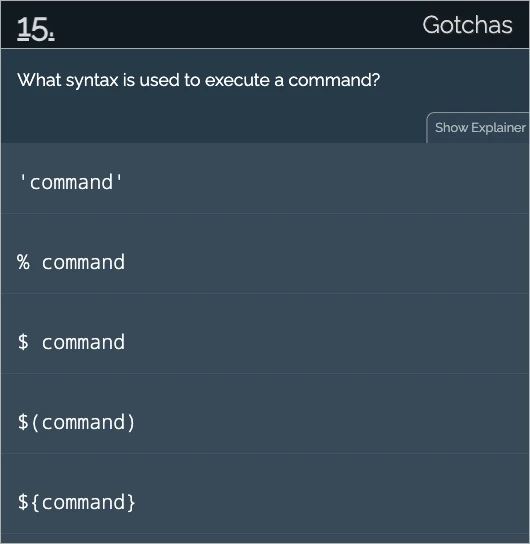 15.
Gotchas
What syntax is used to execute a command?
Show Explainer
'command'
% command
$ command
$(command)
${command}